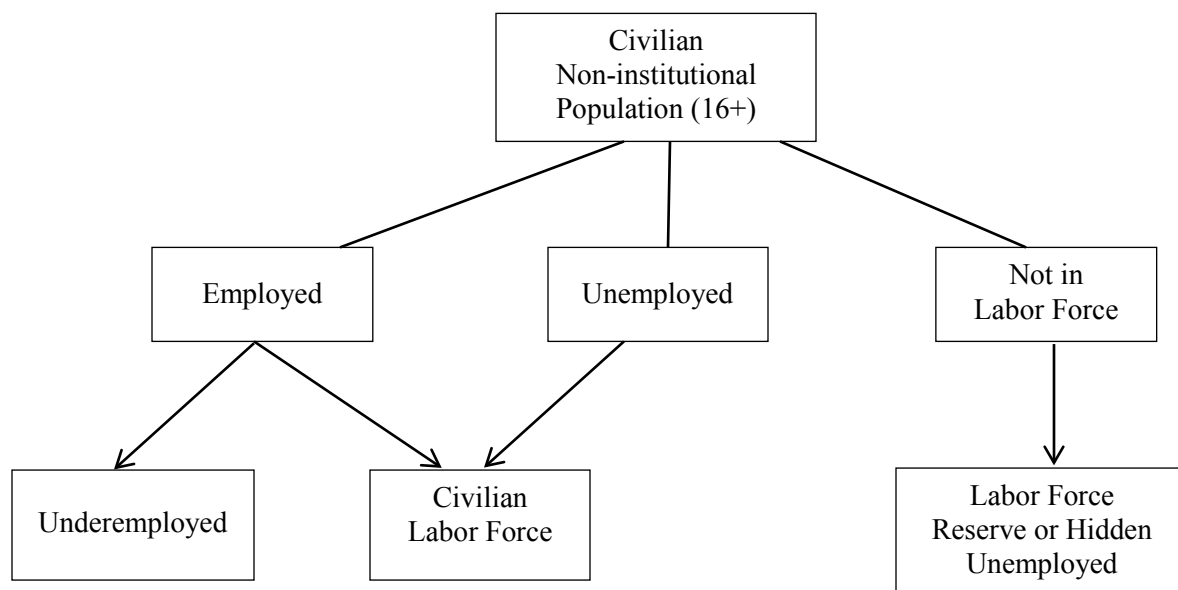 Civilian
Non-institutional
Population (16+)
Employed
Unemployed
Not in
Labor Force
Underemployed
Civilian
Labor Force
Labor Force
Reserve or Hidden
Unemployed